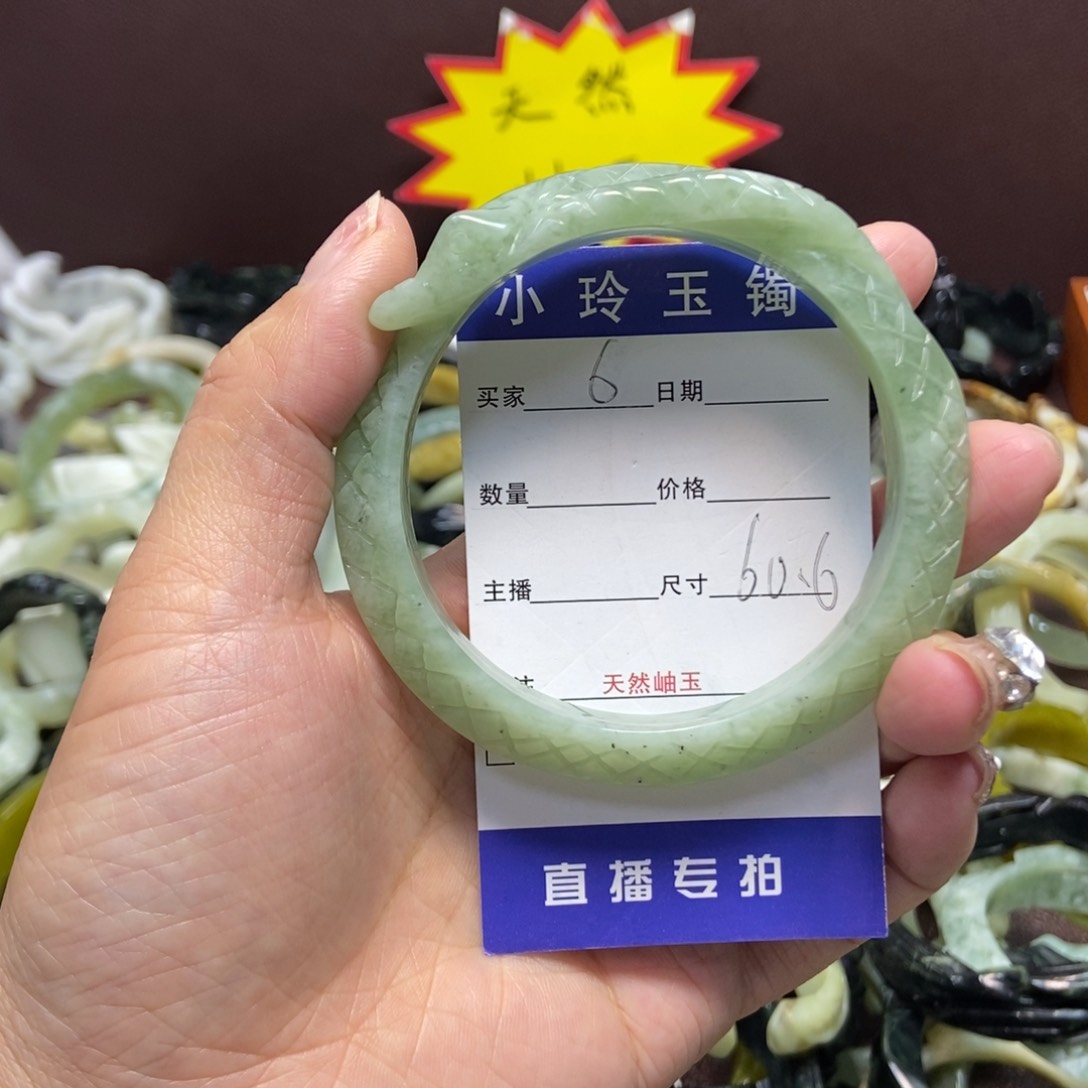 天然
小玲玉镯
买家 6 日期
数量 价格
主播 尺寸 60.6
天然岫玉
直播专拍